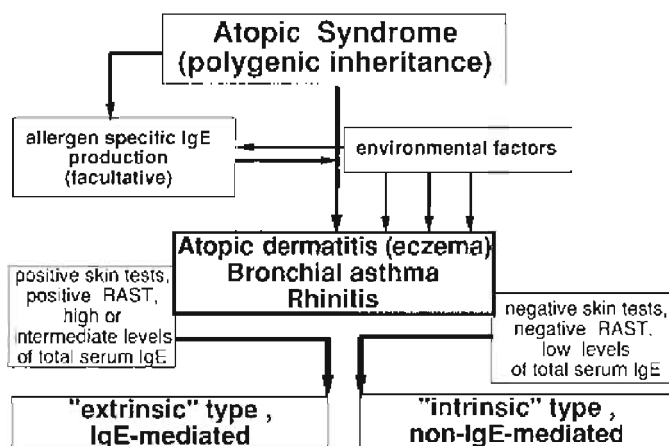 Atopic Syndrome
(polygenic inheritance)
allergen specific IgE
production
(facultative)
environmental factors
Atopic dermatitis (eczema)
Bronchial asthma
Rhinitis
positive skin tests,
positive RAST,
high or
intermediate levels
of total serum IgE
negative skin tests,
negative RAST,
low levels
of total serum IgE
"extrinsic" type ,
IgE-mediated
"intrinsic" type ,
non-IgE-mediated